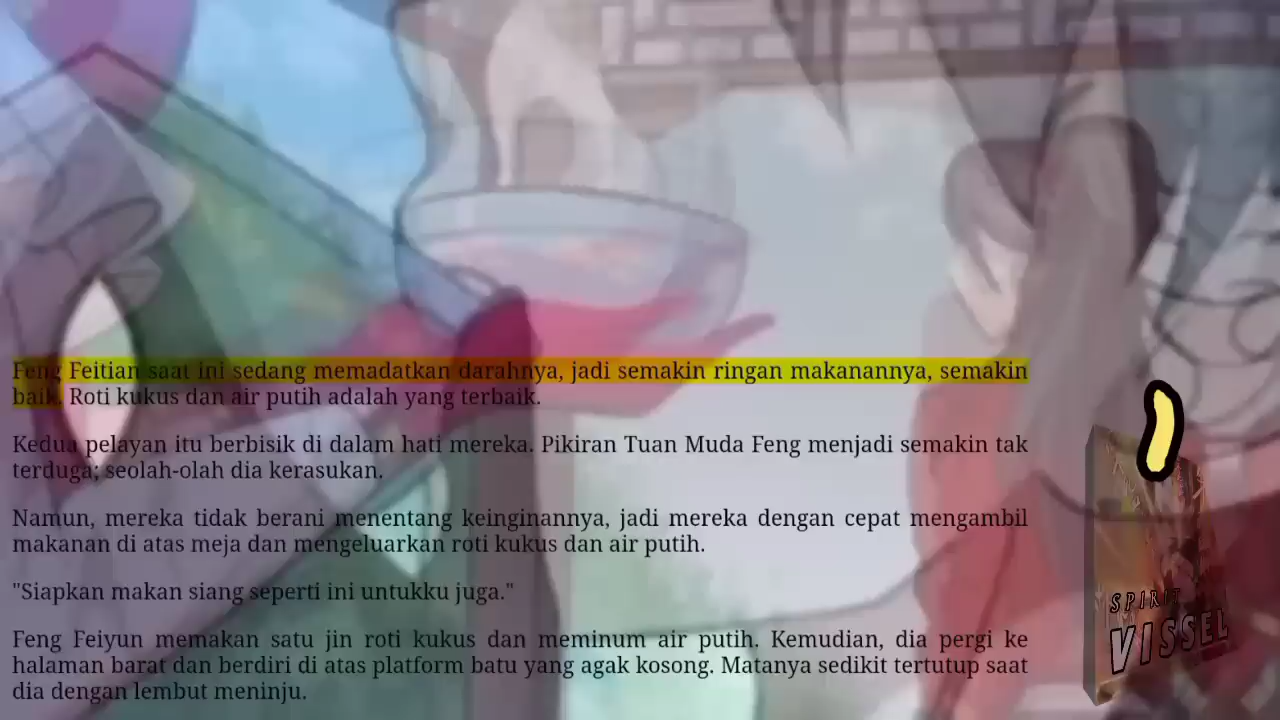 Feng Feitian saat ini sedang memadatkan darahnya, jadi semakin ringan makanannya, semakin
baik. Roti kukus dan air putih adalah yang terbaik.
Kedua pelayan itu berbisik di dalam hati mereka. Pikiran Tuan Muda Feng menjadi semakin tak
terduga; seolah-olah dia kerasukan.
Namun, mereka tidak berani menentang keinginannya, jadi mereka dengan cepat mengambil
makanan di atas meja dan mengeluarkan roti kukus dan air putih.
"Siapkan makan siang seperti ini untukku juga."
Feng Feiyun memakan satu jin roti kukus dan meminum air putih. Kemudian, dia pergi ke
halaman barat dan berdiri di atas platform batu yang agak kosong. Matanya sedikit tertutup saat
dia dengan lembut meninju.
SPIRIT
VISSEL